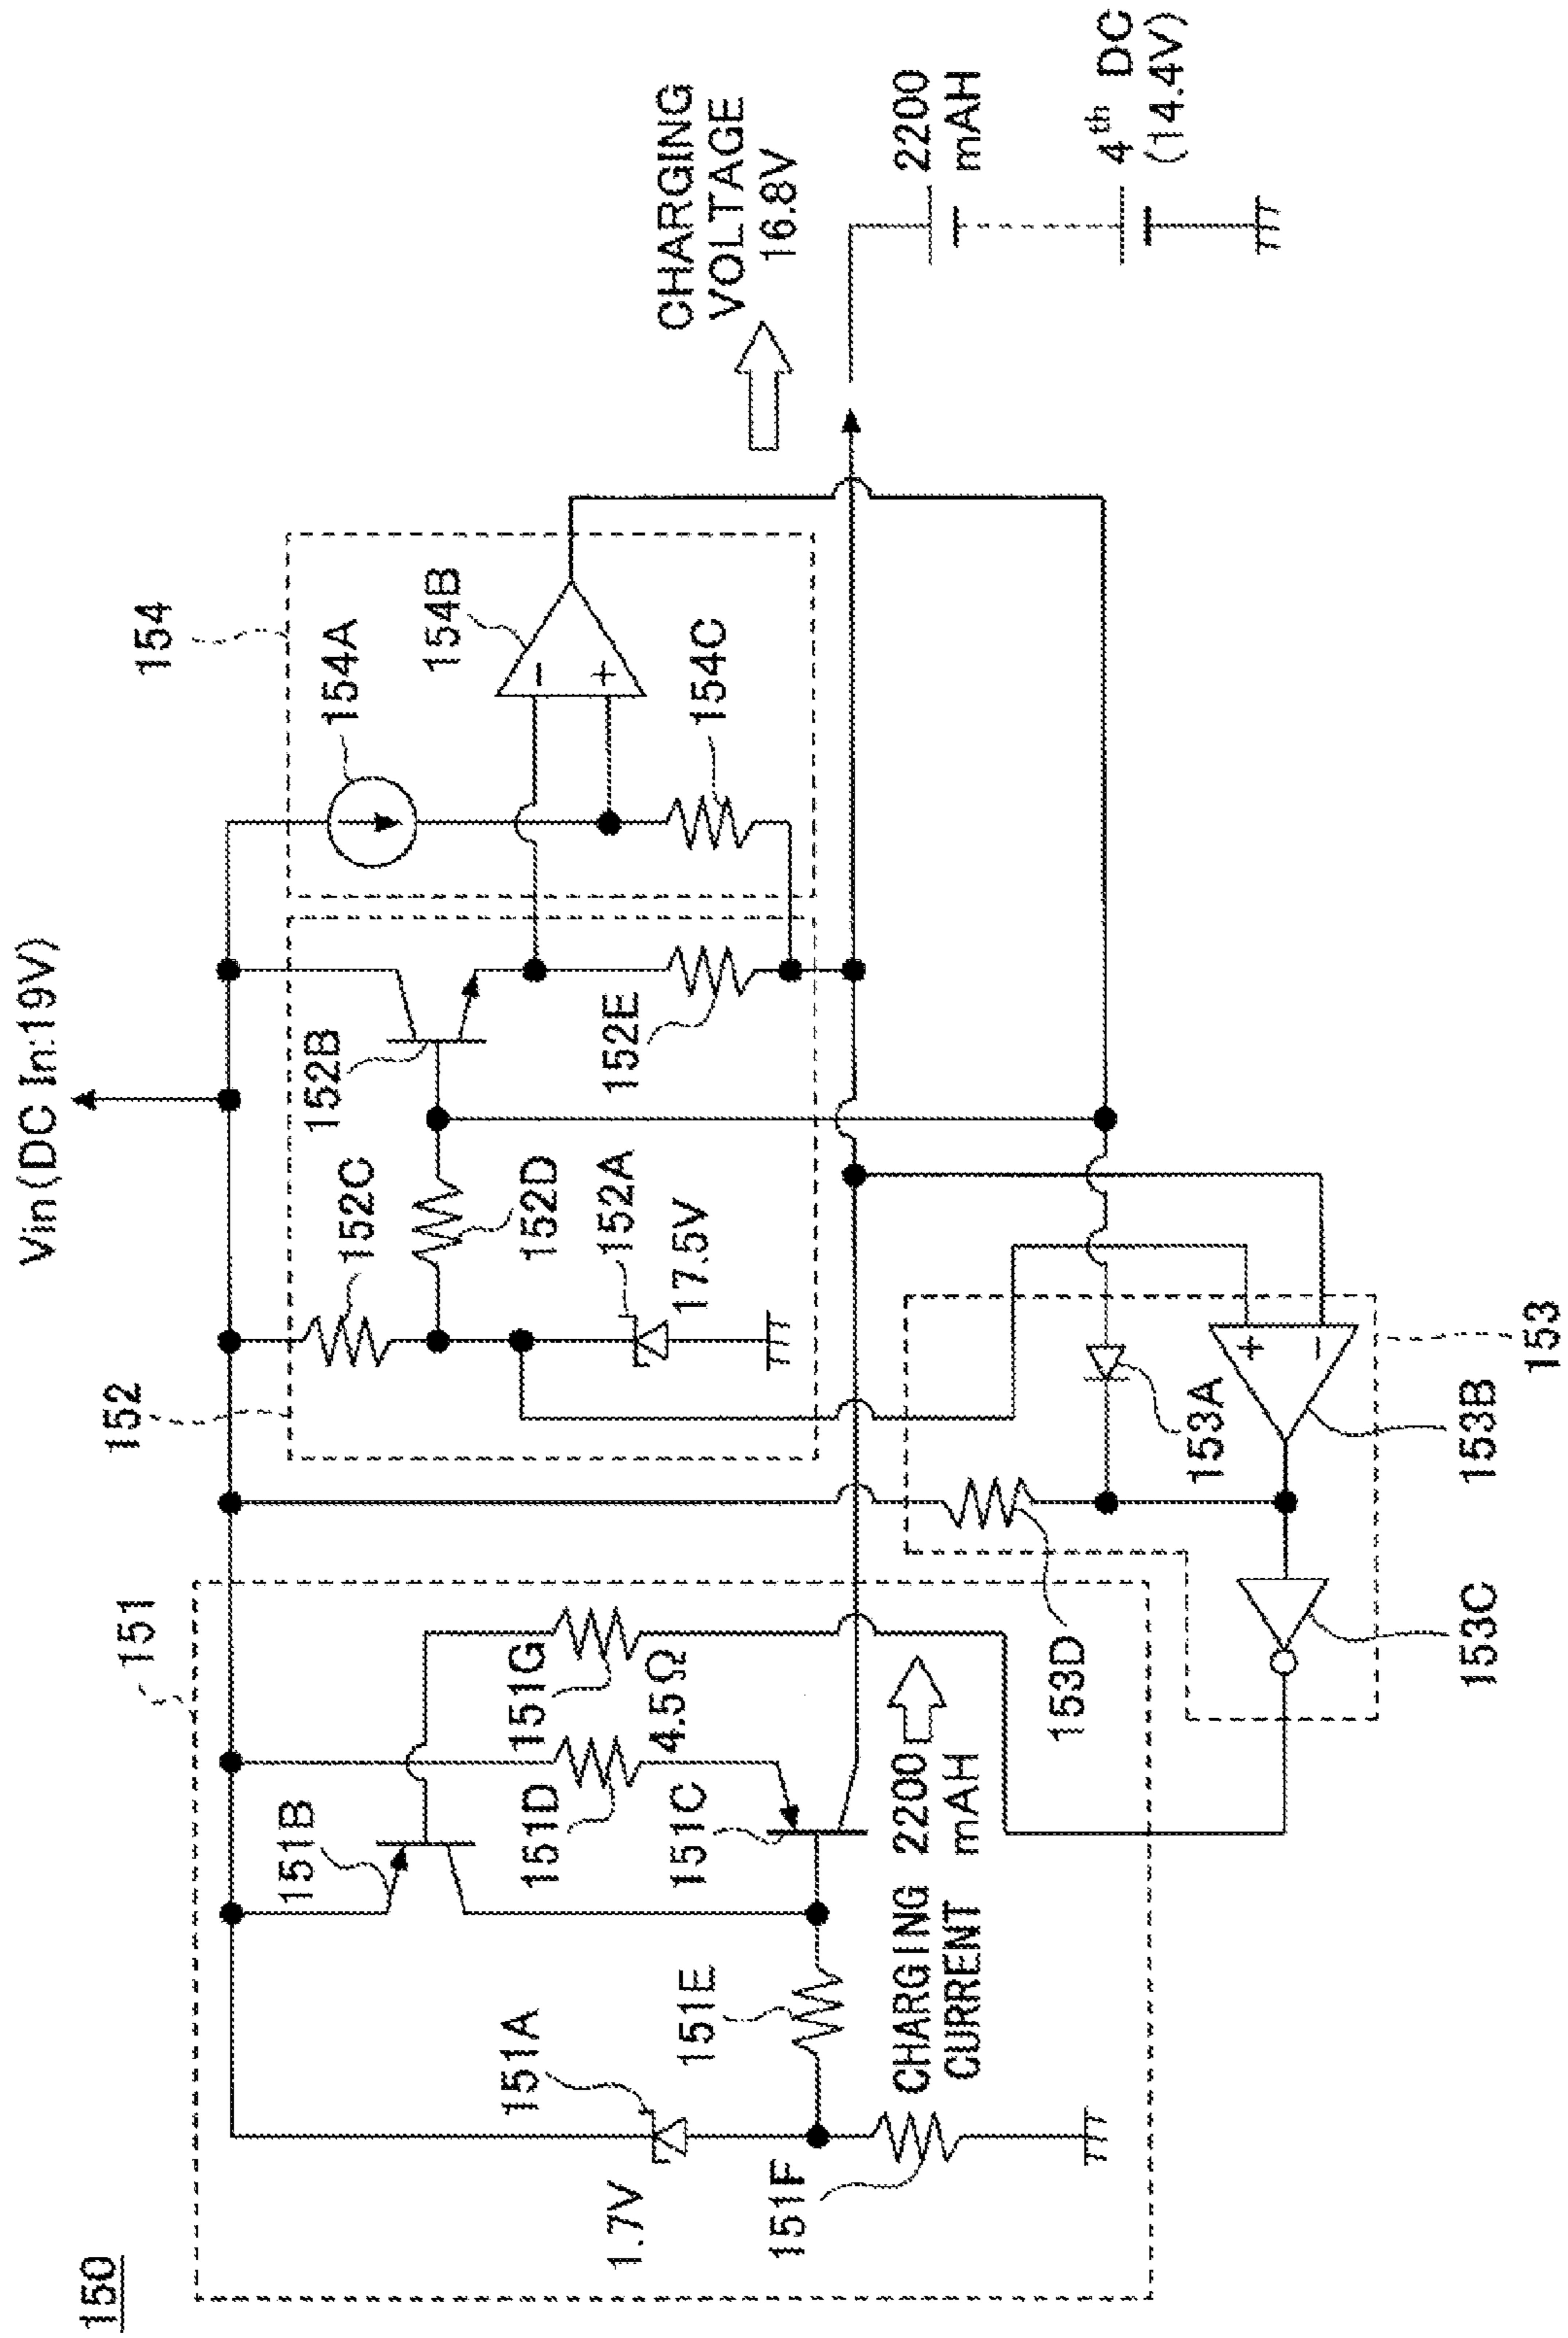 150
Vin(DC In:19V)
151
152
154
151A
1.7V
151B
151C
151D
4.5Ω
151E
151F
151G
CHARGING 2200
CURRENT mAH
152A
17.5V
152B
152C
152D
152E
154A
154B
−
+
154C
CHARGING
VOLTAGE
16.8V
2200
mAH
4th DC
(14.4V)
153
153A
153B
+
−
153C
153D